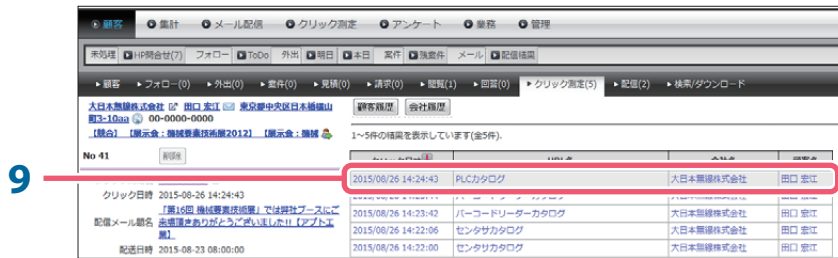 顧客 集計 メール配信 クリック測定 アンケート 業務 管理
未処理 HP問合せ(7) フォロー ToDo 外出 明日 本日 案件 残案件 メール 配信結果
顧客 フォロー(0) 外出(0) 案件(0) 見積(0) 請求(0) 閲覧(1) 回答(0) クリック測定(5) 配信(2) 検索/ダウンロード
大日本無線株式会社 田口 宏江 東京都中央区日本橋横山
町3-10aa 00-0000-0000
【競合】 【展示会:機械要素技術展2012】 【展示会:機械
顧客履歴 会社履歴
1~5件の結果を表示しています(全5件).
No 41 削除
9
2015/08/26 14:24:43 PLCカタログ 大日本無線株式会社 田口 宏江
クリック日時 2015-08-26 14:24:43
配信メール題名 「第16回 機械要素技術展」では弊社ブースにご
来場頂きありがとうございました!!【アプト工
業】
配送日時 2015-08-23 08:00:00
2015/08/26 14:23:42 バーコードリーダーカタログ 大日本無線株式会社 田口 宏江
2015/08/26 14:22:06 センサカタログ 大日本無線株式会社 田口 宏江
2015/08/26 14:22:00 センサカタログ 大日本無線株式会社 田口 宏江